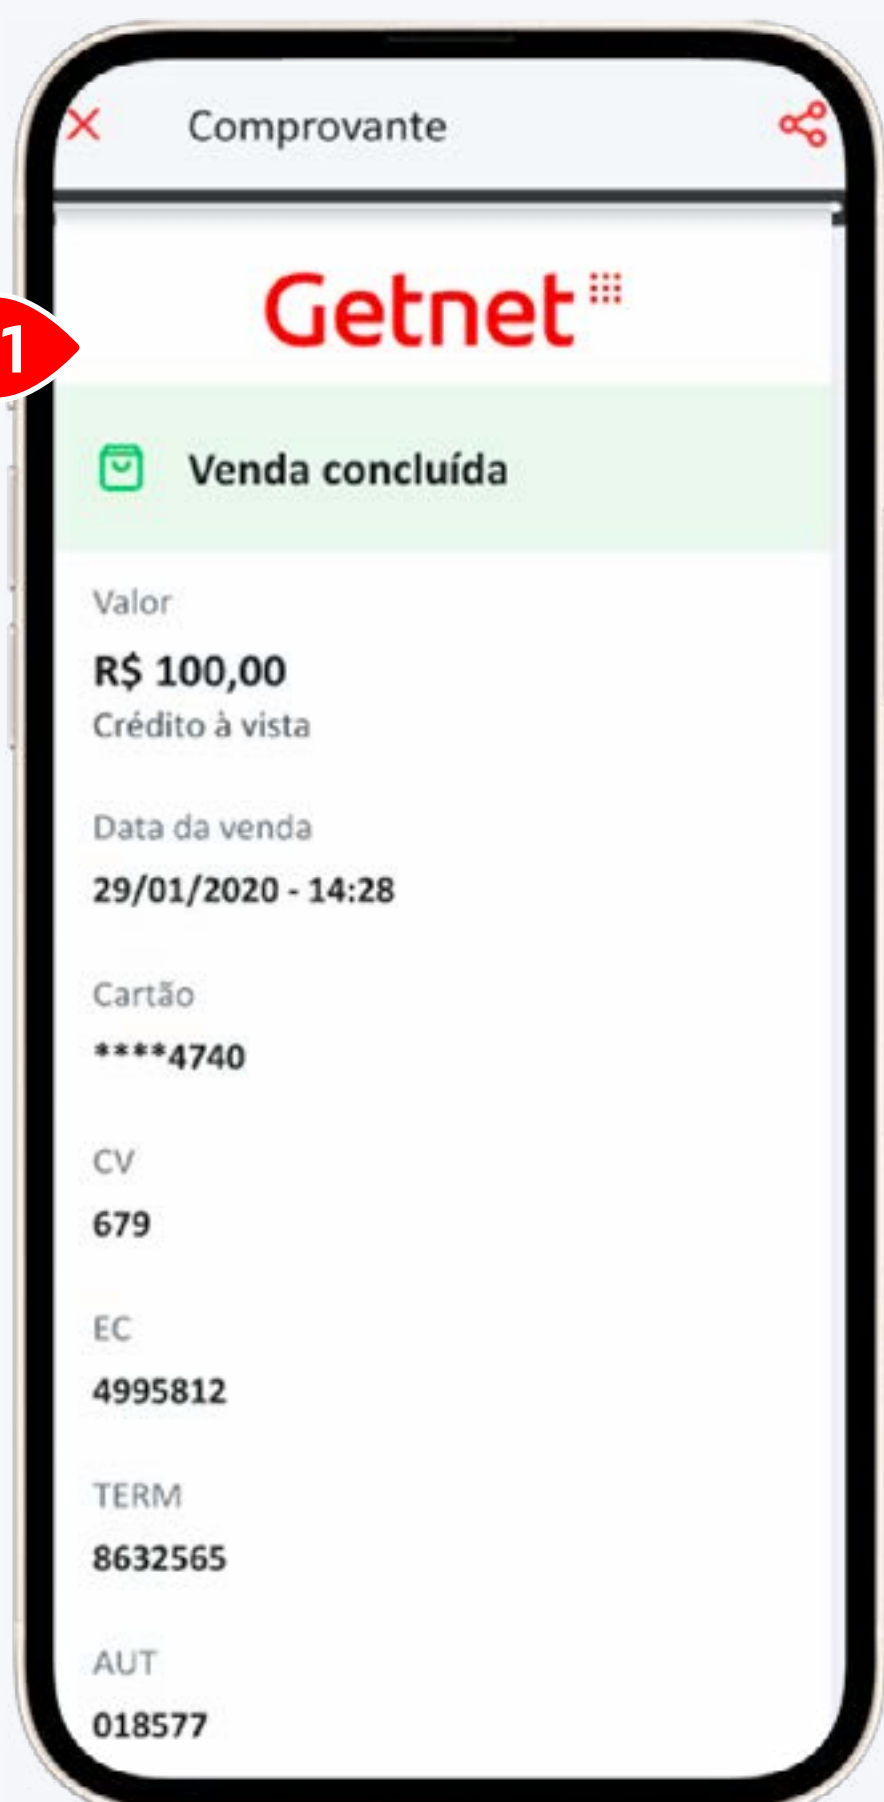 Comprovante
Getnet
1
Venda concluída
Valor
R$ 100,00
Crédito à vista
Data da venda
29/01/2020 - 14:28
Cartão
****4740
CV
679
EC
4995812
TERM
8632565
AUT
018577